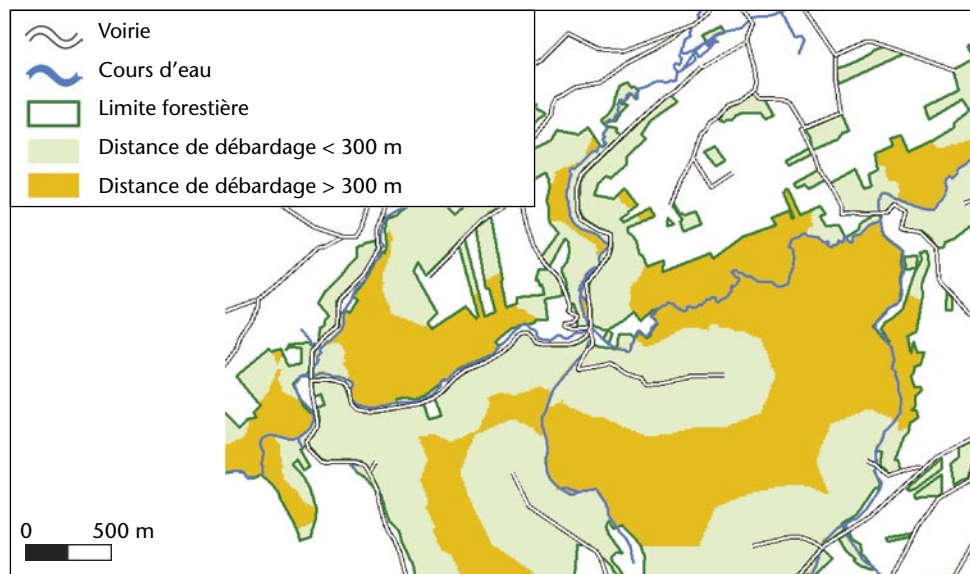 Voirie
Cours d'eau
Limite forestière
Distance de débardage < 300 m
Distance de débardage > 300 m
0 500 m